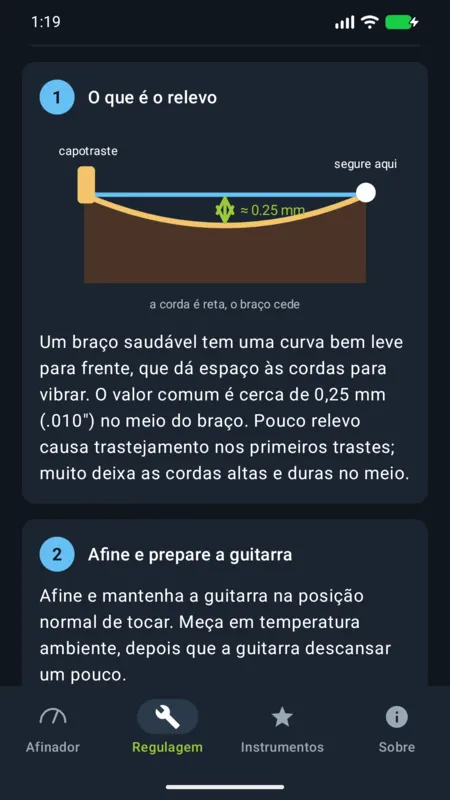 1:19
1 O que é o relevo
capotraste
segure aqui
≈ 0.25 mm
a corda é reta, o braço cede
Um braço saudável tem uma curva bem leve
para frente, que dá espaço às cordas para
vibrar. O valor comum é cerca de 0,25 mm
(.010") no meio do braço. Pouco relevo
causa trastejamento nos primeiros trastes;
muito deixa as cordas altas e duras no meio.
2 Afine e prepare a guitarra
Afine e mantenha a guitarra na posição
normal de tocar. Meça em temperatura
ambiente, depois que a guitarra descansar
um pouco.
Afinador
Regulagem
Instrumentos
Sobre